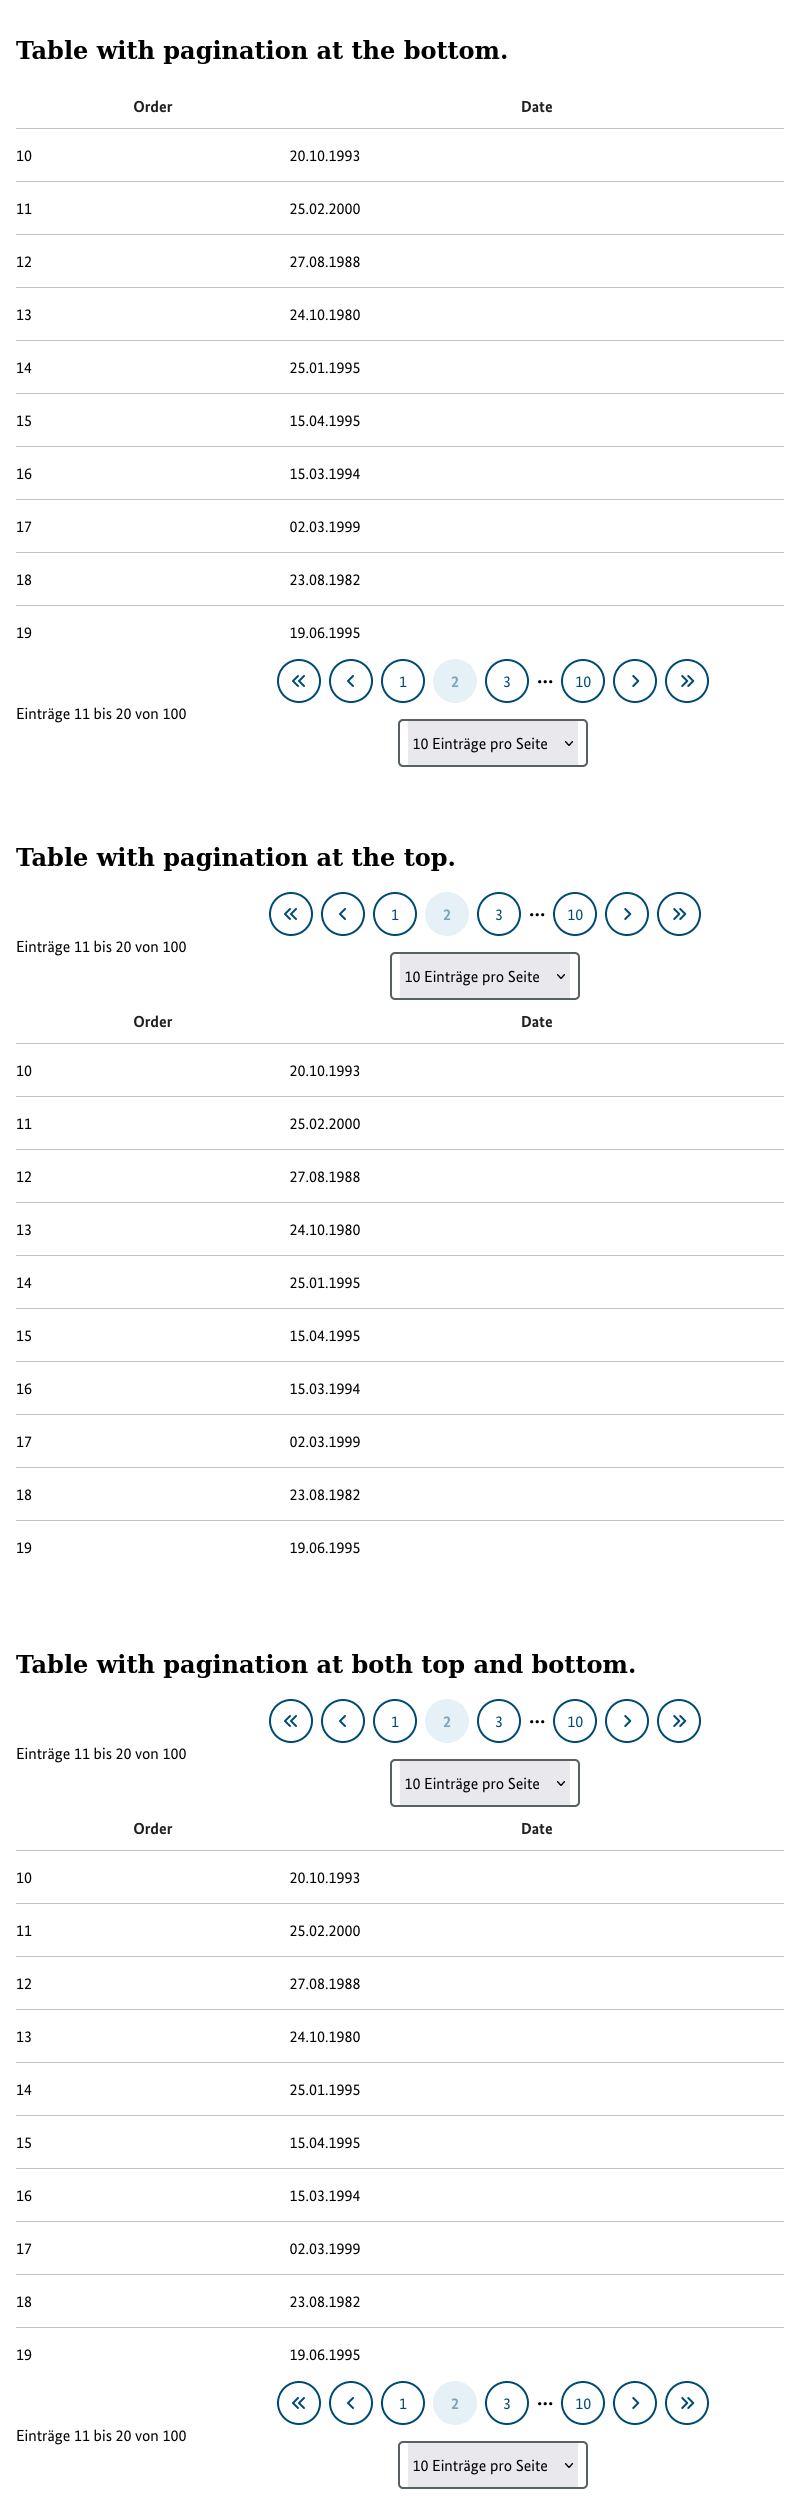 Table with pagination at the bottom.
Order Date
10 20.10.1993
11 25.02.2000
12 27.08.1988
13 24.10.1980
14 25.01.1995
15 15.04.1995
16 15.03.1994
17 02.03.1999
18 23.08.1982
19 19.06.1995
1 2 3 ... 10
Einträge 11 bis 20 von 100
10 Einträge pro Seite
Table with pagination at the top.
1 2 3 ... 10
Einträge 11 bis 20 von 100
10 Einträge pro Seite
Order Date
10 20.10.1993
11 25.02.2000
12 27.08.1988
13 24.10.1980
14 25.01.1995
15 15.04.1995
16 15.03.1994
17 02.03.1999
18 23.08.1982
19 19.06.1995
Table with pagination at both top and bottom.
1 2 3 ... 10
Einträge 11 bis 20 von 100
10 Einträge pro Seite
Order Date
10 20.10.1993
11 25.02.2000
12 27.08.1988
13 24.10.1980
14 25.01.1995
15 15.04.1995
16 15.03.1994
17 02.03.1999
18 23.08.1982
19 19.06.1995
1 2 3 ... 10
Einträge 11 bis 20 von 100
10 Einträge pro Seite